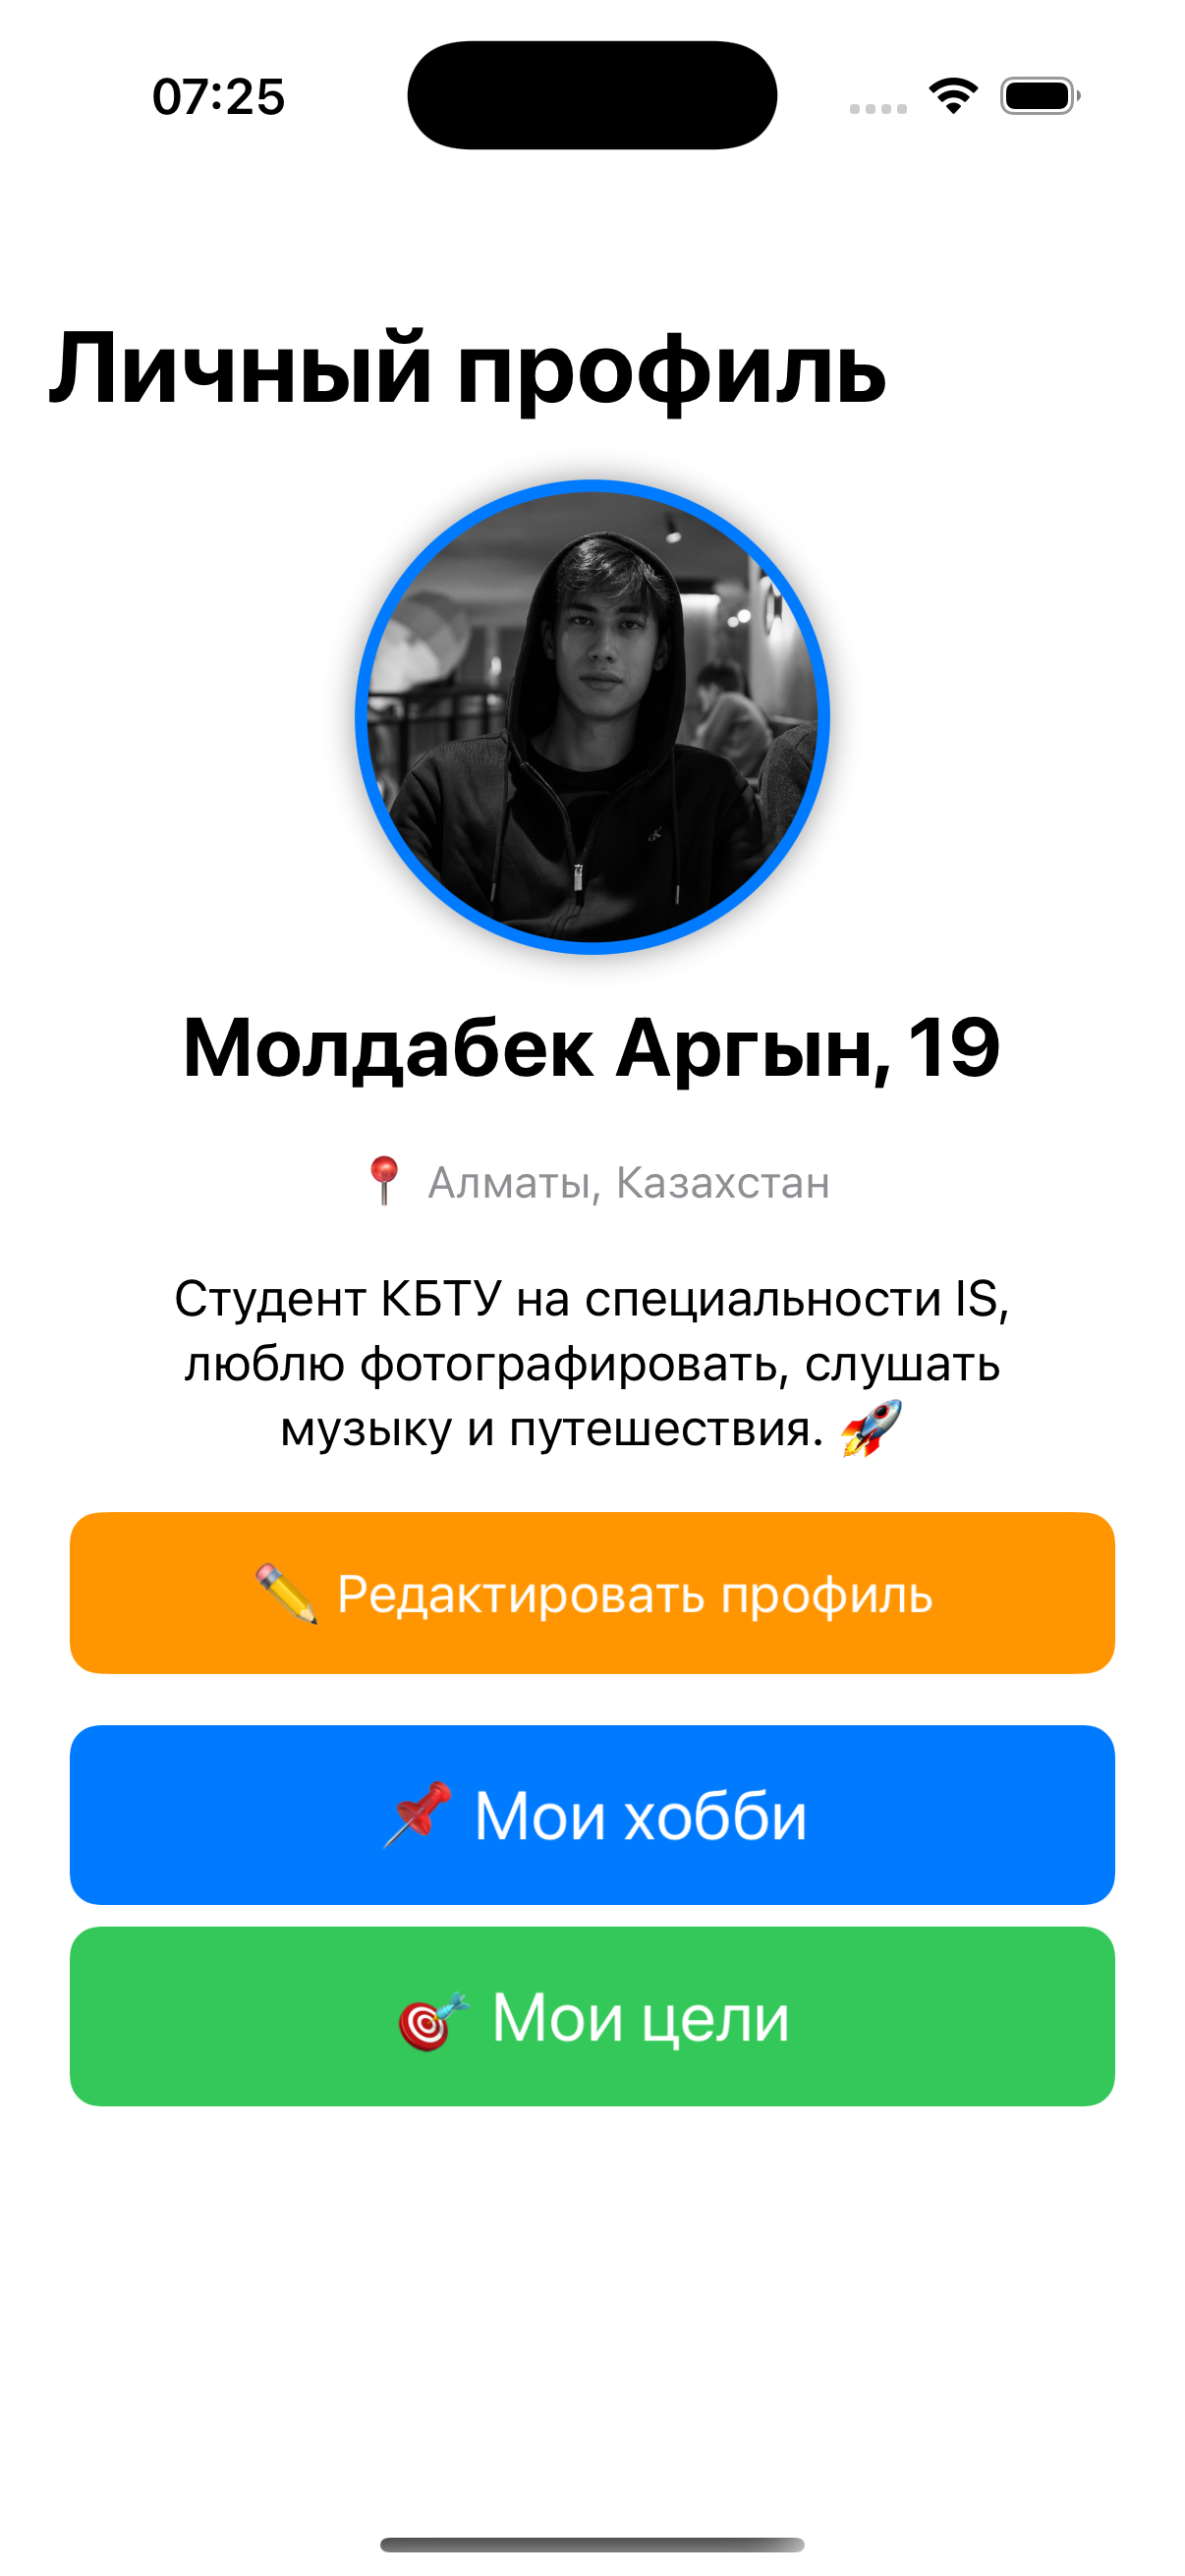 07:25
Личный профиль
Молдабек Аргын, 19
📍 Алматы, Казахстан
Студент КБТУ на специальности IS,
люблю фотографировать, слушать
музыку и путешествия. 🚀
✏️ Редактировать профиль
📌 Мои хобби
🎯 Мои цели